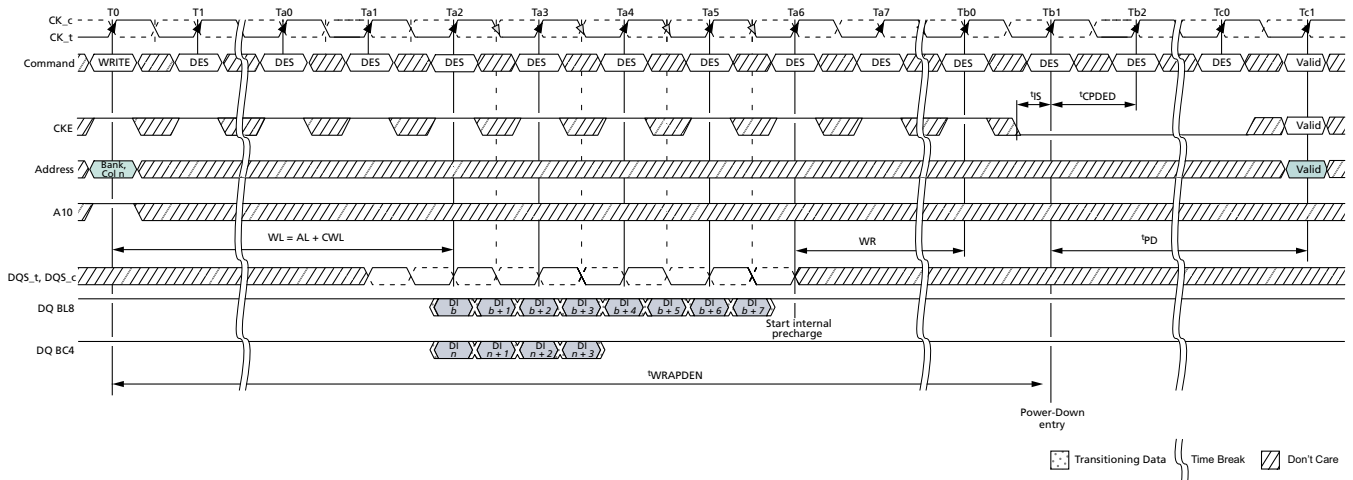 T0 T1 Ta0 Ta1 Ta2 Ta3 Ta4 Ta5 Ta6 Ta7 Tb0 Tb1 Tb2 Tc0 Tc1
CK_c
CK_t
Command WRITE DES DES DES DES DES DES DES DES DES DES DES DES DES Valid
tIS tCPDED
CKE Valid
Address Bank, Col n Valid
A10
WL = AL + CWL WR tPD
DQS_t, DQS_c
DQ BL8 DI b DI b + 1 DI b + 2 DI b + 3 DI b + 4 DI b + 5 DI b + 6 DI b + 7
Start internal
precharge
DQ BC4 DI n DI n + 1 DI n + 2 DI n + 3
tWRAPDEN
Power-Down
entry
Transitioning Data Time Break Don't Care